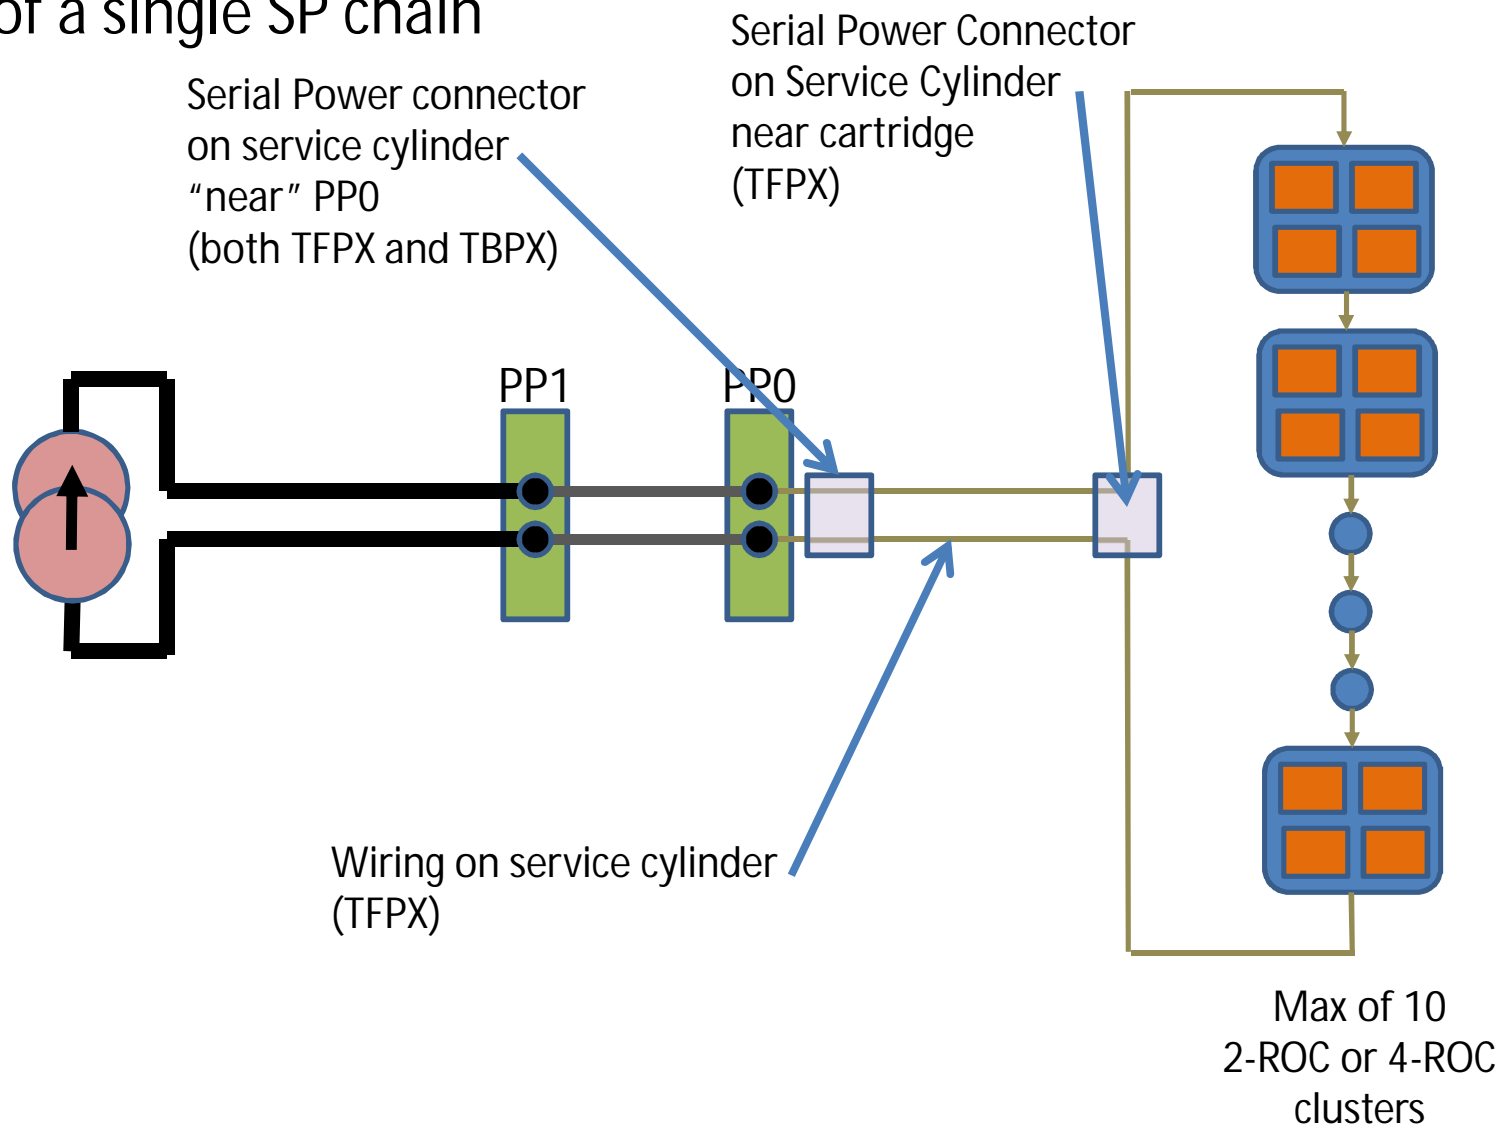 of a single SP chain
Serial Power connector
on service cylinder
“near” PP0
(both TFPX and TBPX)
Serial Power Connector
on Service Cylinder
near cartridge
(TFPX)
PP1
PP0
Wiring on service cylinder
(TFPX)
Max of 10
2-ROC or 4-ROC
clusters